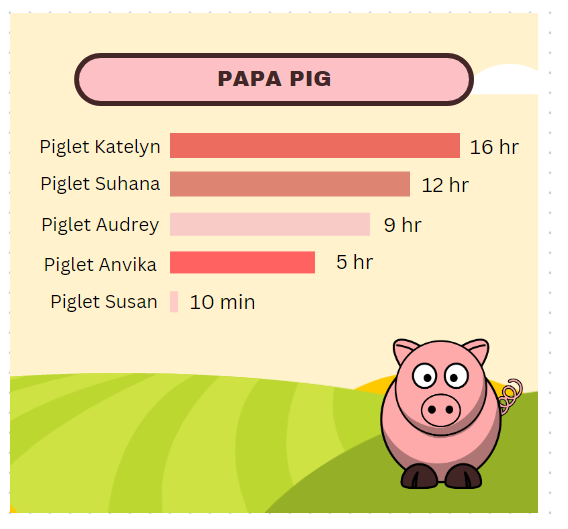 PAPA PIG
Piglet Katelyn 16 hr
Piglet Suhana 12 hr
Piglet Audrey 9 hr
Piglet Anvika 5 hr
Piglet Susan 10 min